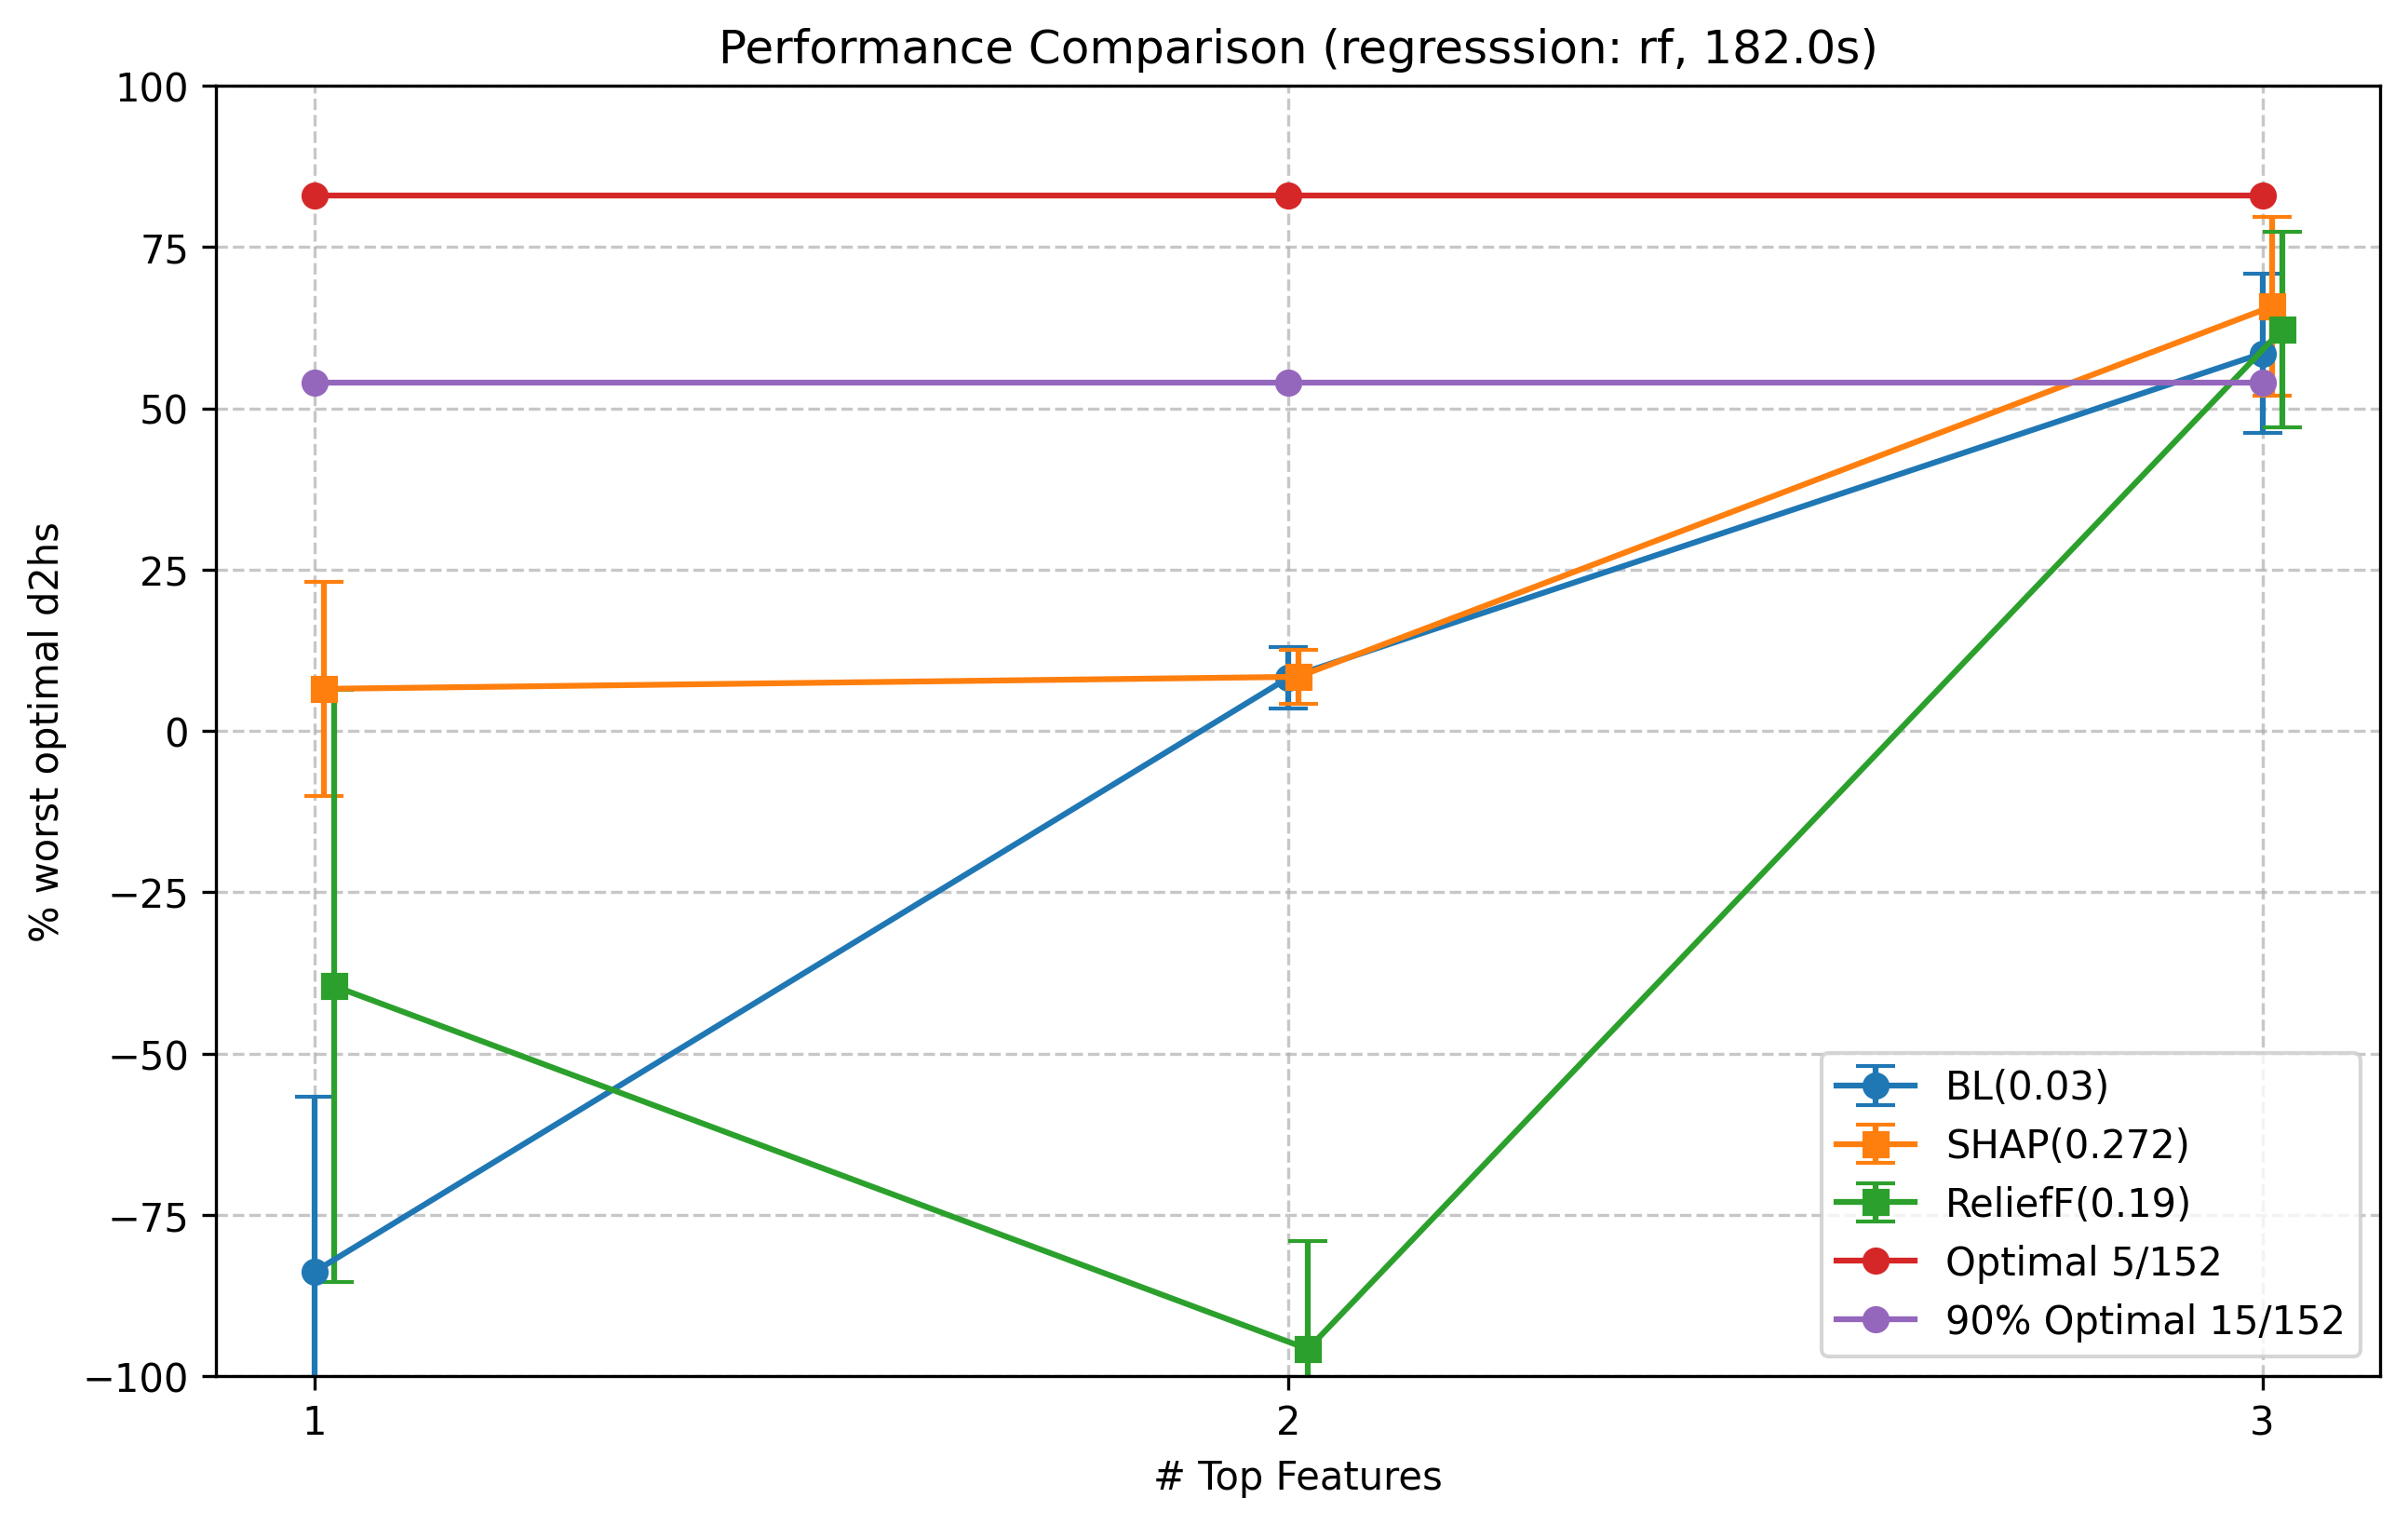 Performance Comparison (regresssion: rf, 182.0s)
100
75
50
25
0
−25
−50
−75
−100
% worst optimal d2hs
1
2
3
# Top Features
BL(0.03)
SHAP(0.272)
ReliefF(0.19)
Optimal 5/152
90% Optimal 15/152